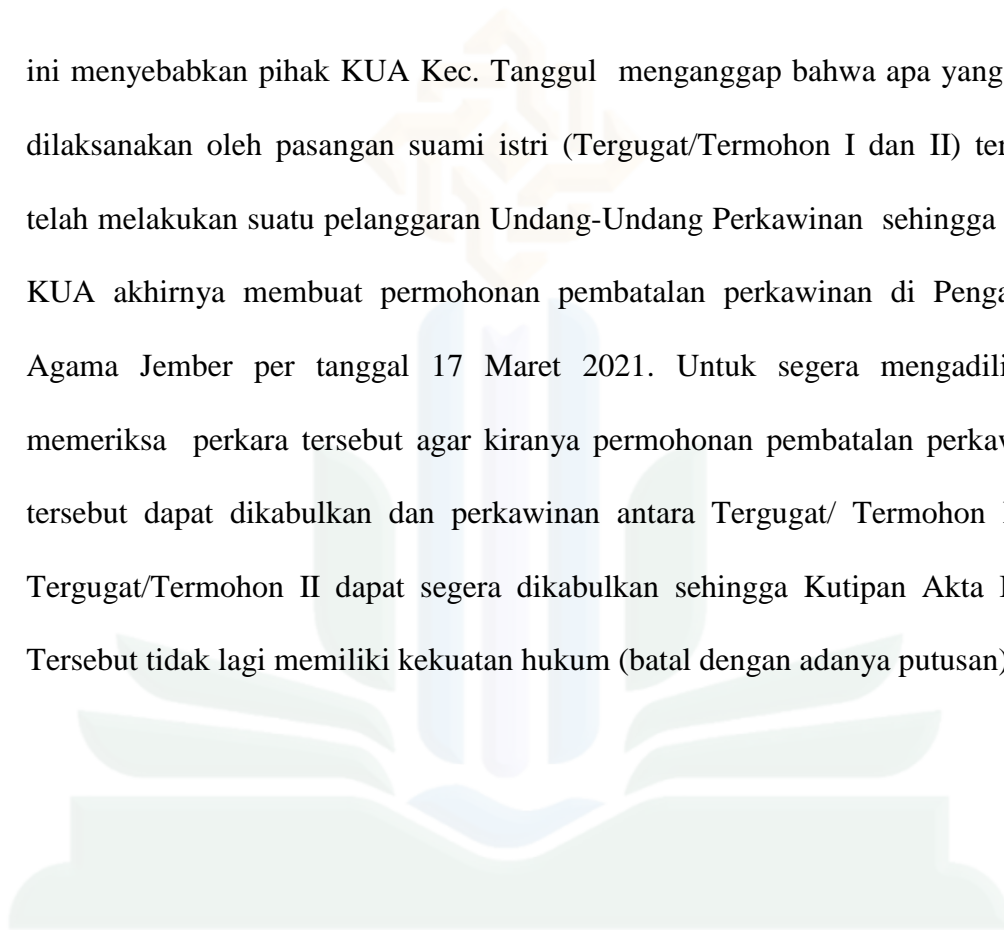 ini menyebabkan pihak KUA Kec. Tanggul menganggap bahwa apa yang
dilaksanakan oleh pasangan suami istri (Tergugat/Termohon I dan II)
telah melakukan suatu pelanggaran Undang-Undang Perkawinan sehingga
KUA akhirnya membuat permohonan pembatalan perkawinan di
Agama Jember per tanggal 17 Maret 2021. Untuk segera
memeriksa perkara tersebut agar kiranya permohonan pembatalan
tersebut dapat dikabulkan dan perkawinan antara Tergugat/ Termohon
Tergugat/Termohon II dapat segera dikabulkan sehingga Kutipan Akta
Tersebut tidak lagi memiliki kekuatan hukum (batal dengan adanya putusan)